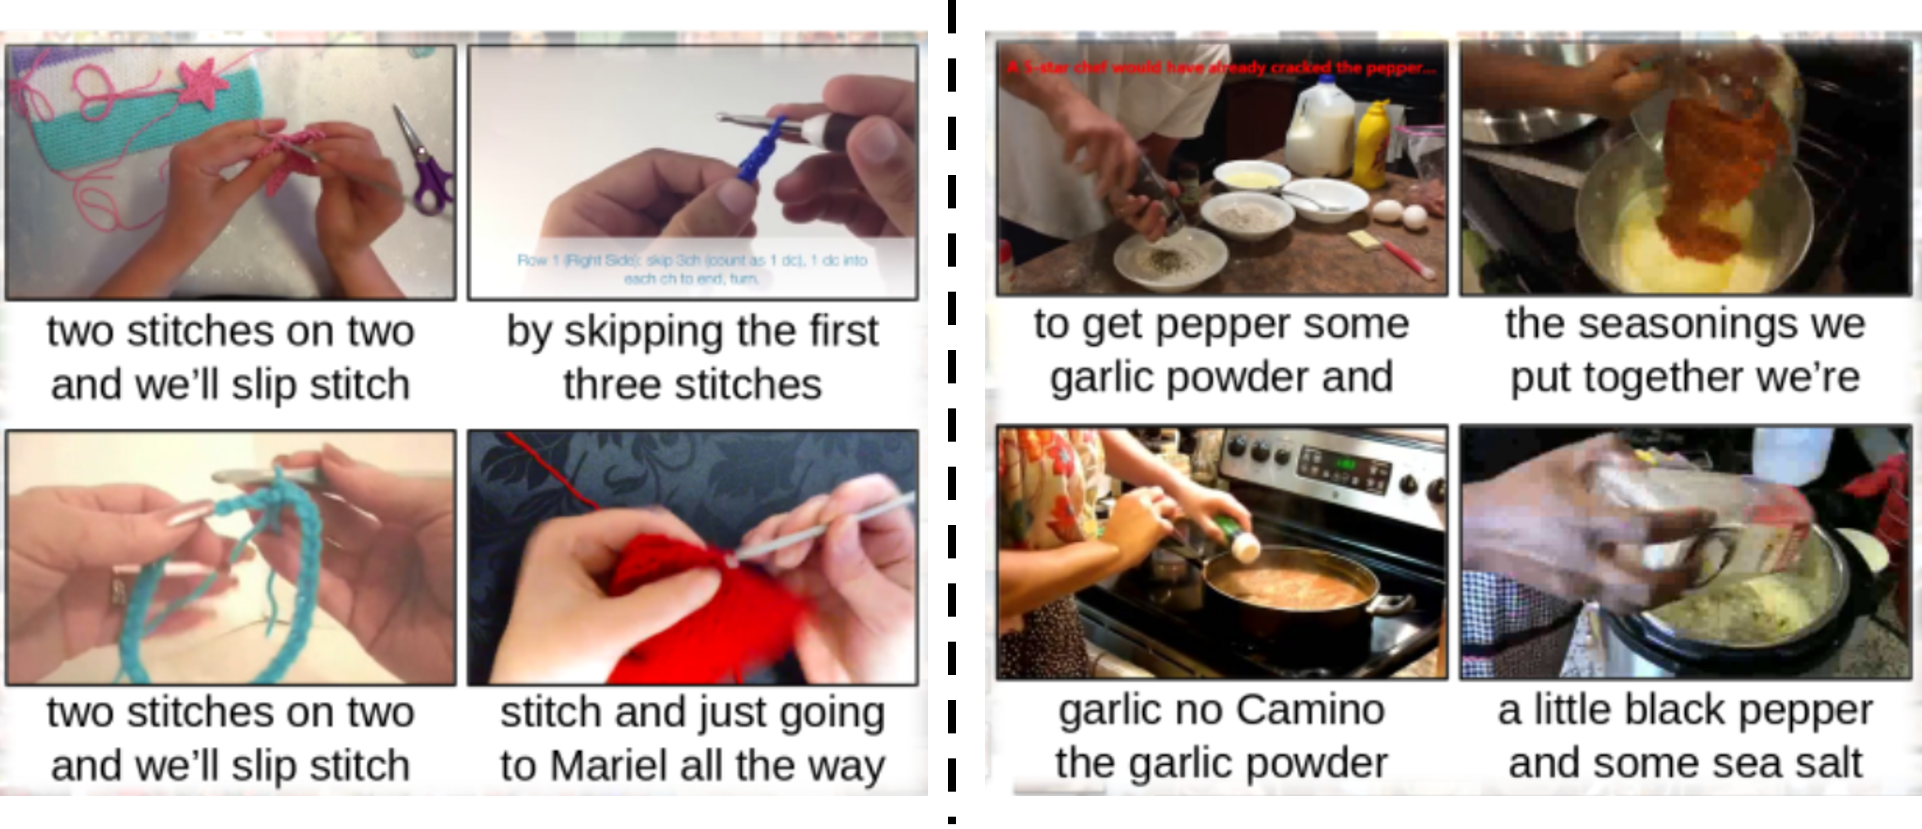 two stitches on two
and we'll slip stitch
Row 1 (Right Side): skip 3ch (count as 1 dc), 1 dc into
each ch to end, turn.
by skipping the first
three stitches
two stitches on two
and we'll slip stitch
stitch and just going
to Mariel all the way
A 5-star chef would have already cracked the pepper...
to get pepper some
garlic powder and
the seasonings we
put together we're
garlic no Camino
the garlic powder
a little black pepper
and some sea salt